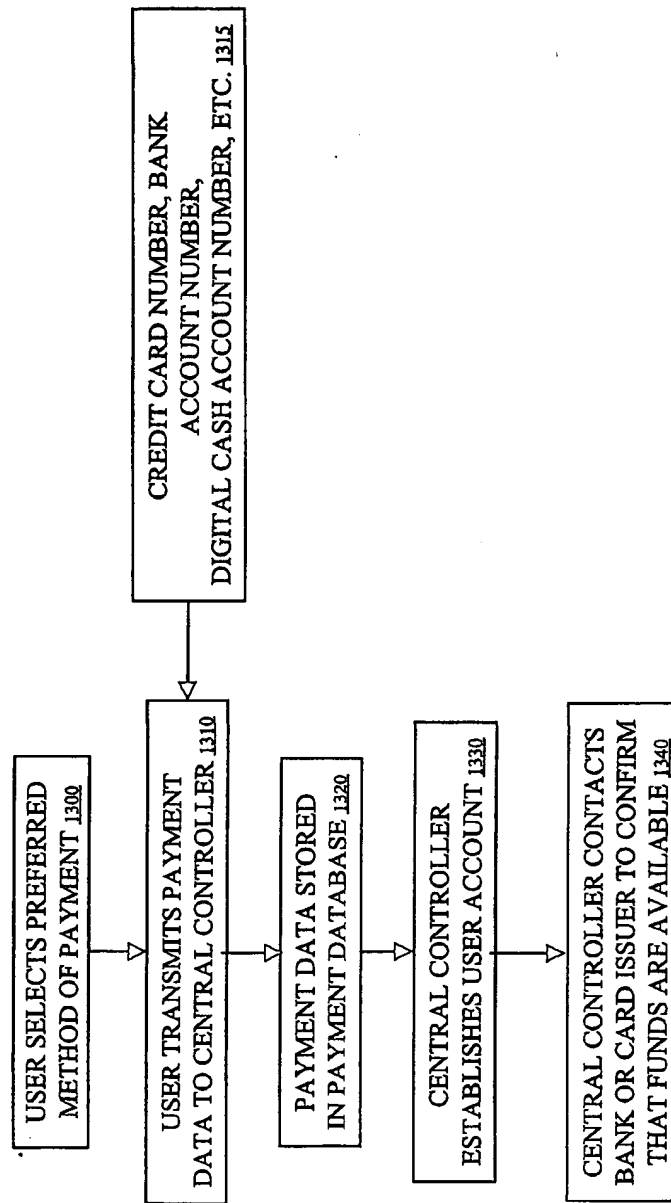 USER SELECTS PREFERRED
METHOD OF PAYMENT 1300
USER TRANSMITS PAYMENT
DATA TO CENTRAL CONTROLLER 1310
CREDIT CARD NUMBER, BANK
ACCOUNT NUMBER,
DIGITAL CASH ACCOUNT NUMBER, ETC. 1315
PAYMENT DATA STORED
IN PAYMENT DATABASE 1320
CENTRAL CONTROLLER
ESTABLISHES USER ACCOUNT 1330
CENTRAL CONTROLLER CONTACTS
BANK OR CARD ISSUER TO CONFIRM
THAT FUNDS ARE AVAILABLE 1340